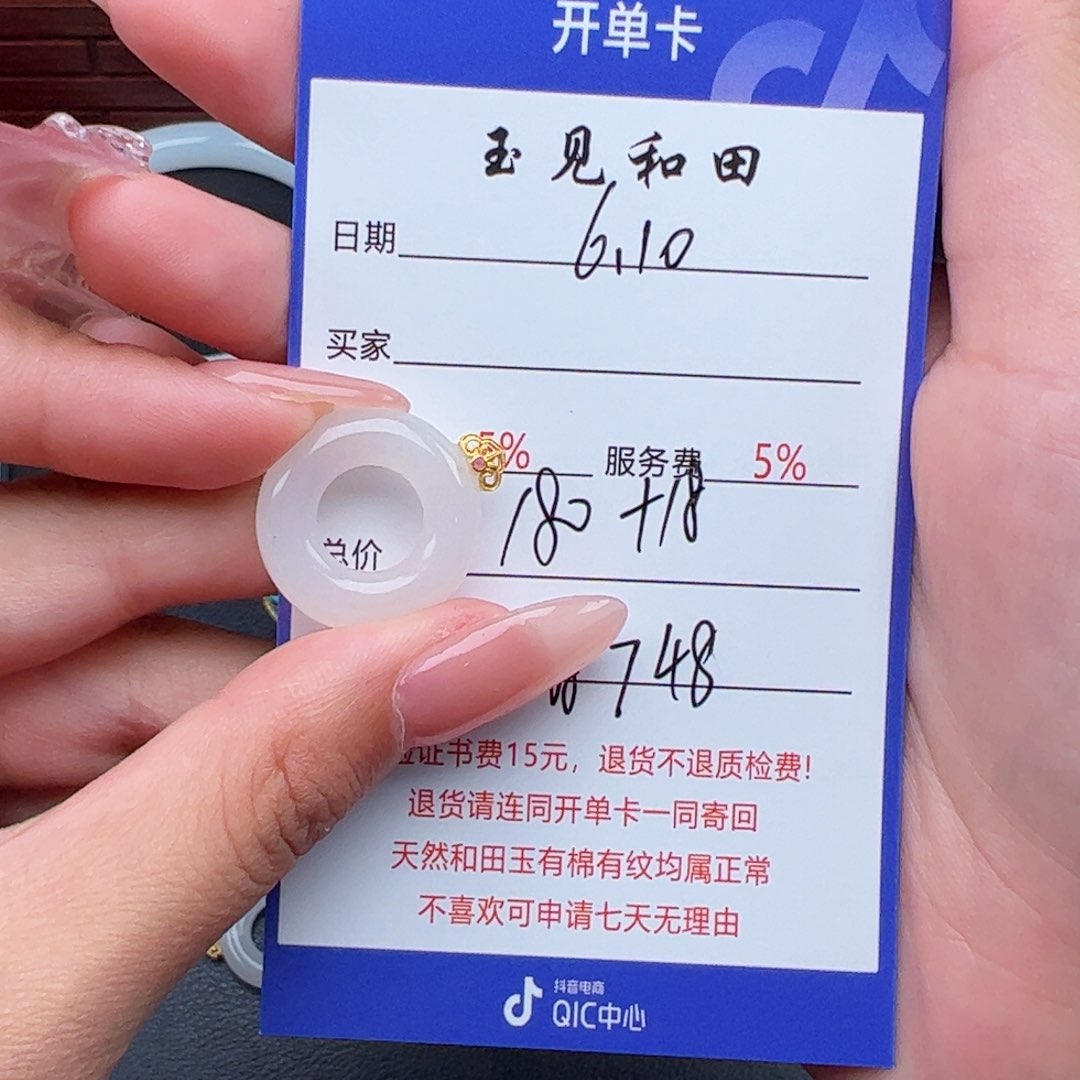 开单卡
玉见和田
日期 6.10
买家
5% 服务费 5%
180+18
总价
748
证书费15元，退货不退质检费！
退货请连同开单卡一同寄回
天然和田玉有棉有纹均属正常
不喜欢可申请七天无理由
抖音电商
QIC中心